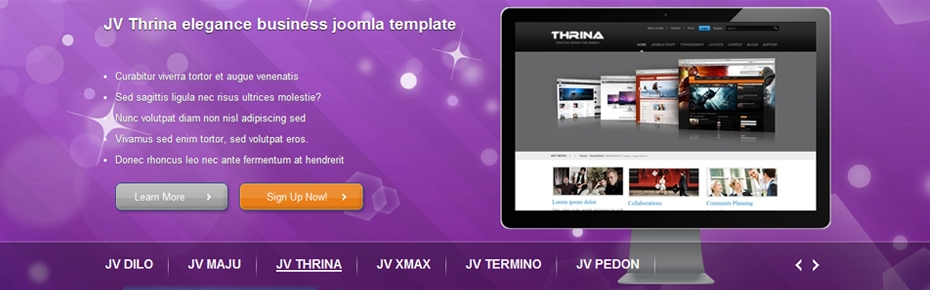 JV Thrina elegance business joomla template
Curabitur viverra tortor et augue venenatis
Sed sagittis ligula nec risus ultrices molestie?
Nunc volutpat diam non nisl adipiscing sed
Vivamus sed enim tortor, sed volutpat eros.
Donec rhoncus leo nec ante fermentum at hendrerit
Learn More
Sign Up Now!
THRINA
HOME JOOMLA STUFF TYPOGRAPHY LAYOUTS CONTENT BLOGS SUPPORT
Lorem ipsum dolor
Collaborations
Comments Planning
JV DILO
JV MAJU
JV THRINA
JV XMAX
JV TERMINO
JV PEDON